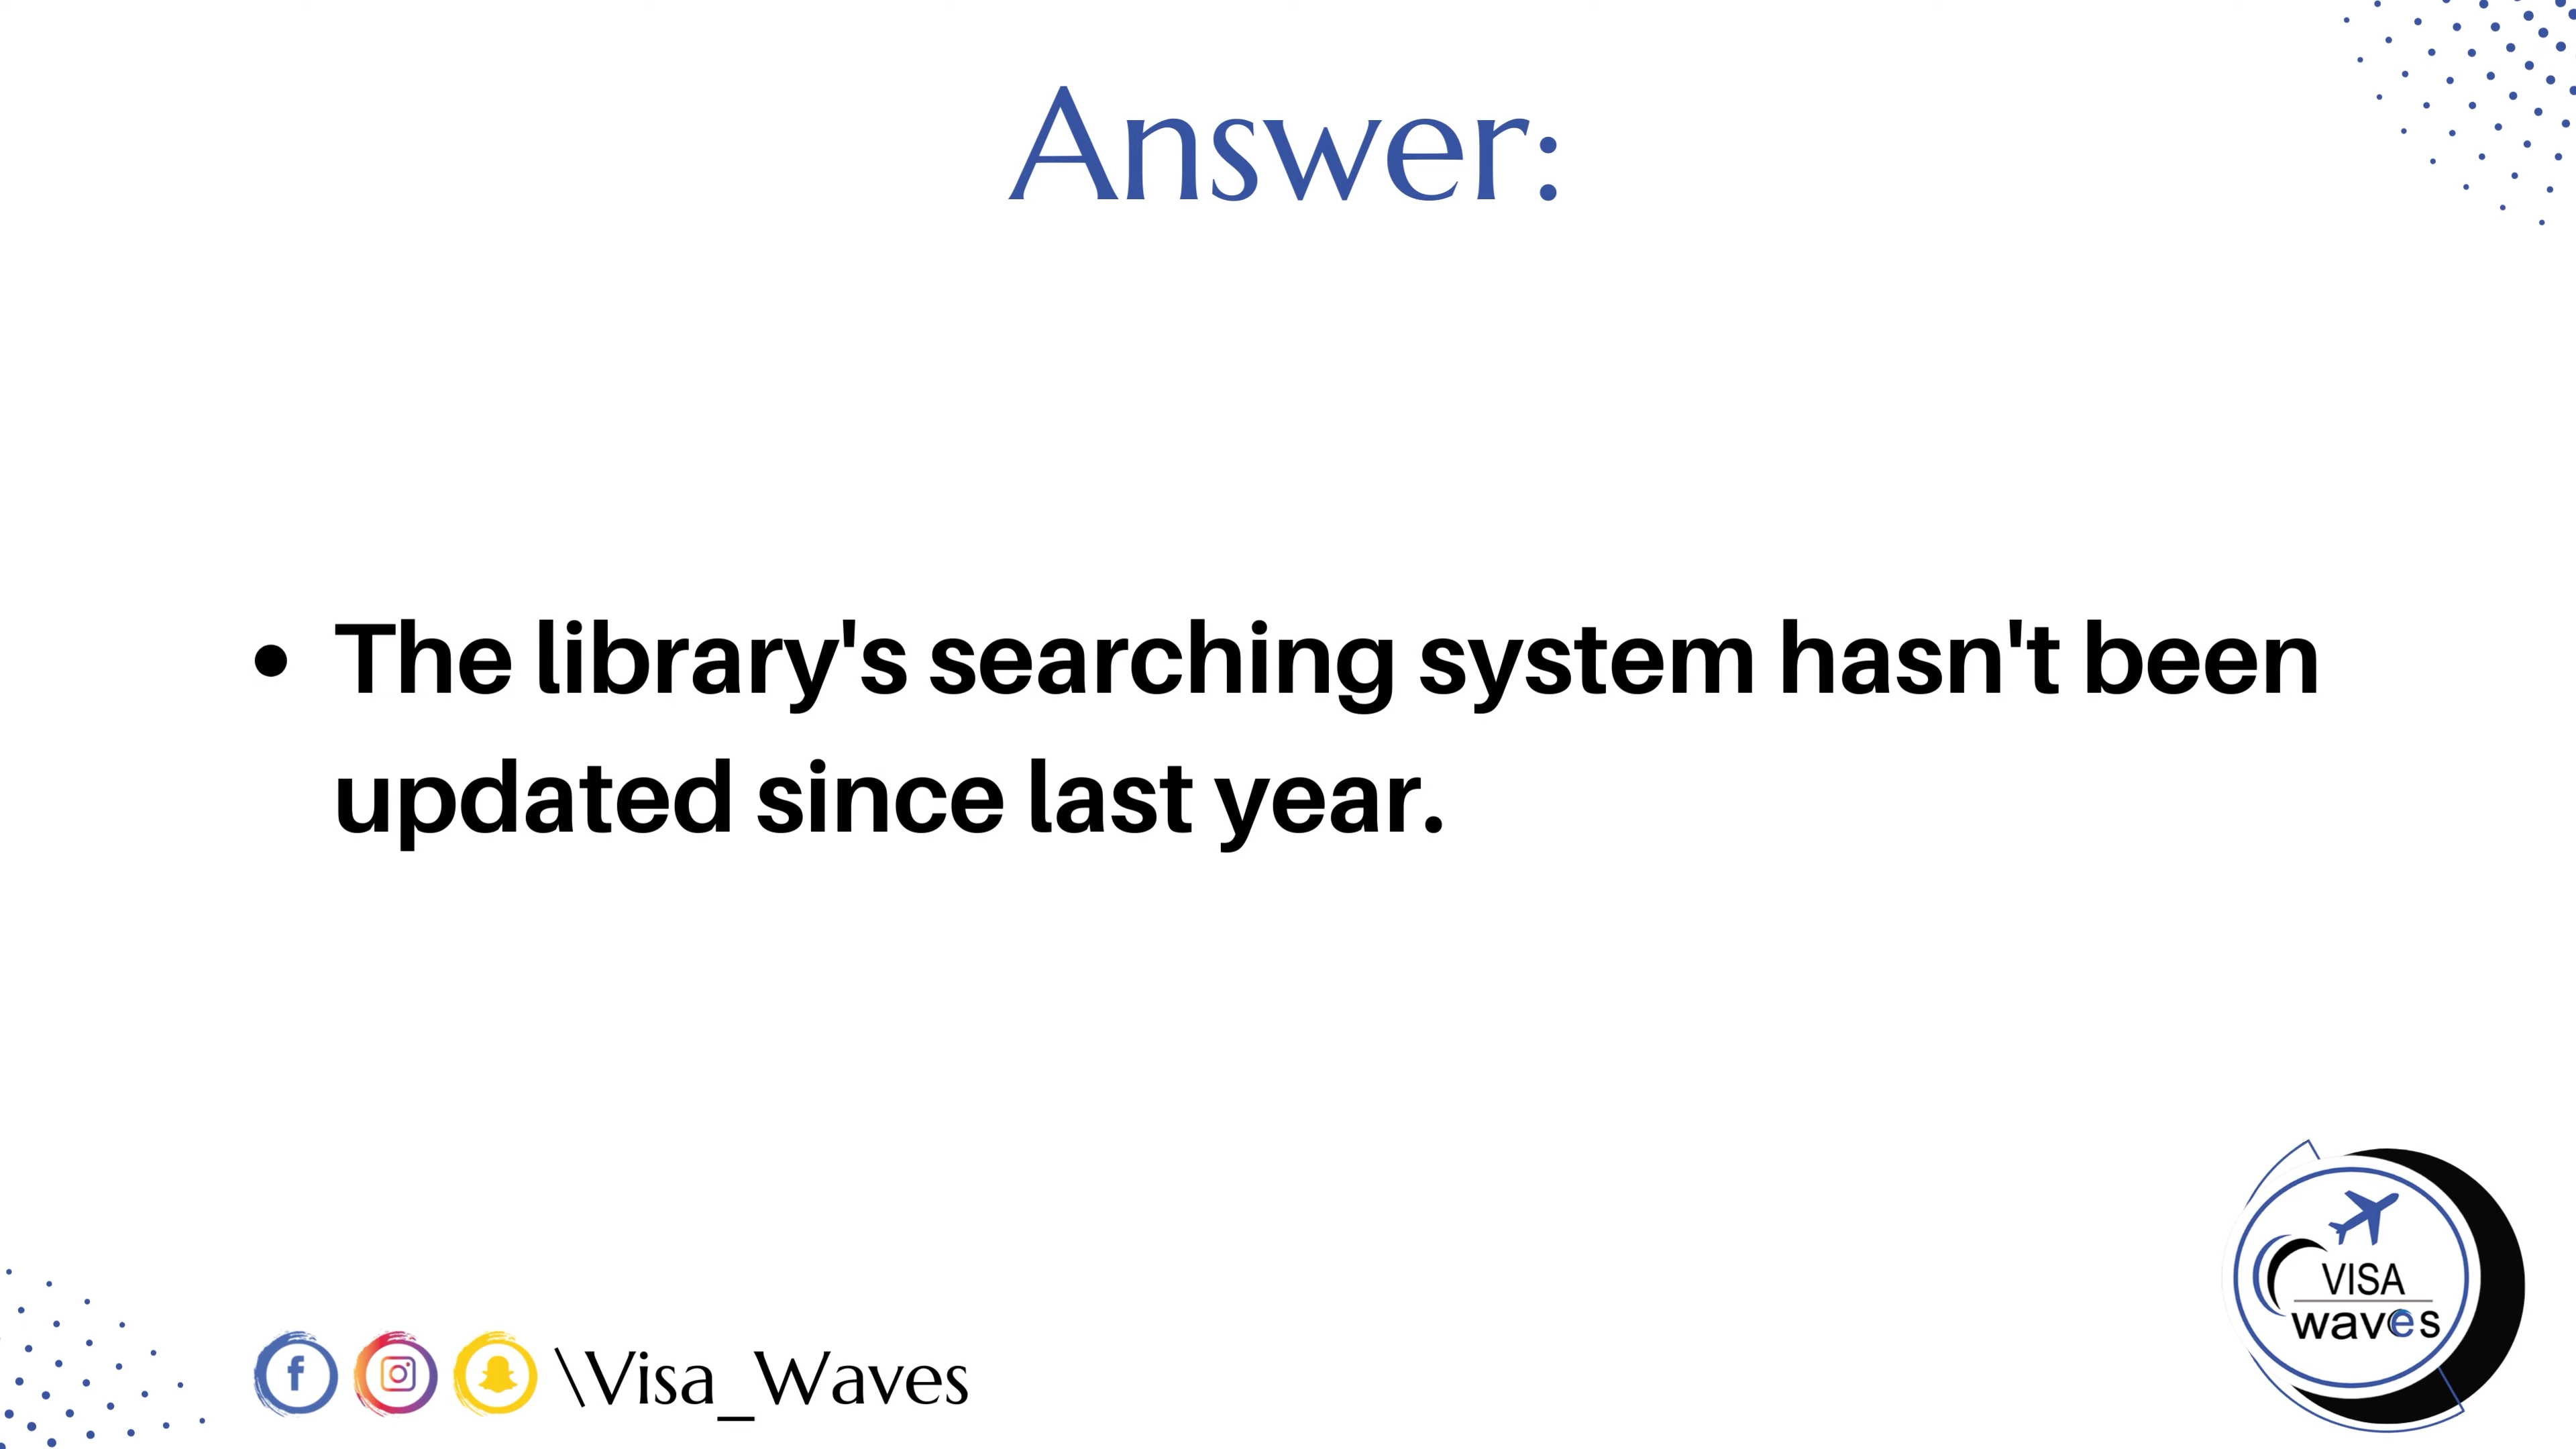 Answer:
• The library's searching system hasn't been
updated since last year.
\Visa_Waves
VISA
waves